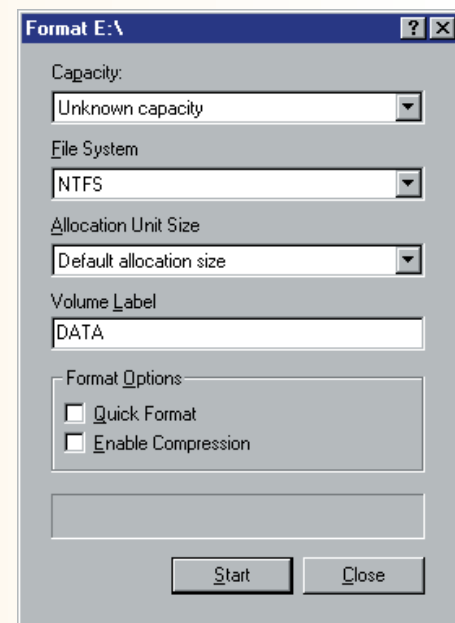 Format E:\
Capacity:
Unknown capacity
File System
NTFS
Allocation Unit Size
Default allocation size
Volume Label
DATA
Format Options
Quick Format
Enable Compression
Start Close